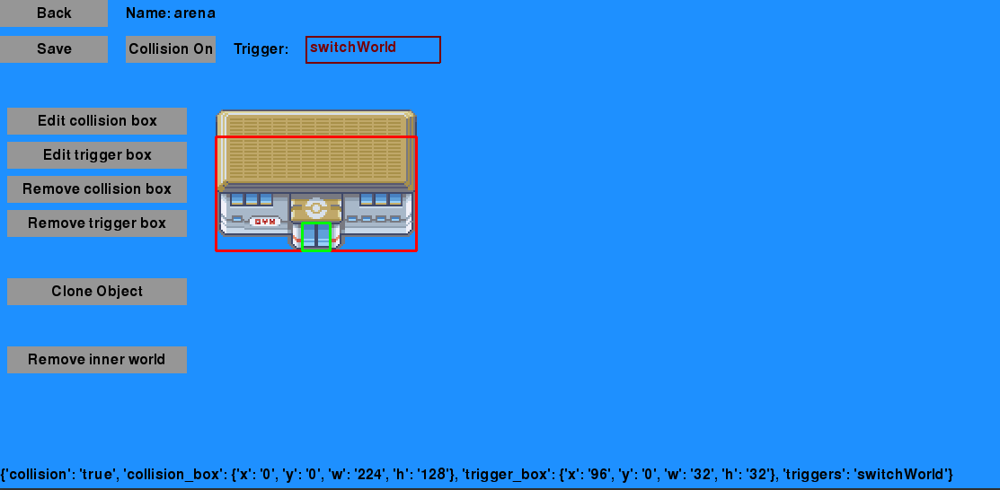 Back
Name: arena
Save
Collision On
Trigger:
switchWorld
Edit collision box
Edit trigger box
Remove collision box
Remove trigger box
GYM
Clone Object
Remove inner world
{'collision': 'true', 'collision_box': {'x': '0', 'y': '0', 'w': '224', 'h': '128'}, 'trigger_box': {'x': '96', 'y': '0', 'w': '32', 'h': '32'}, 'triggers': 'switchWorld'}